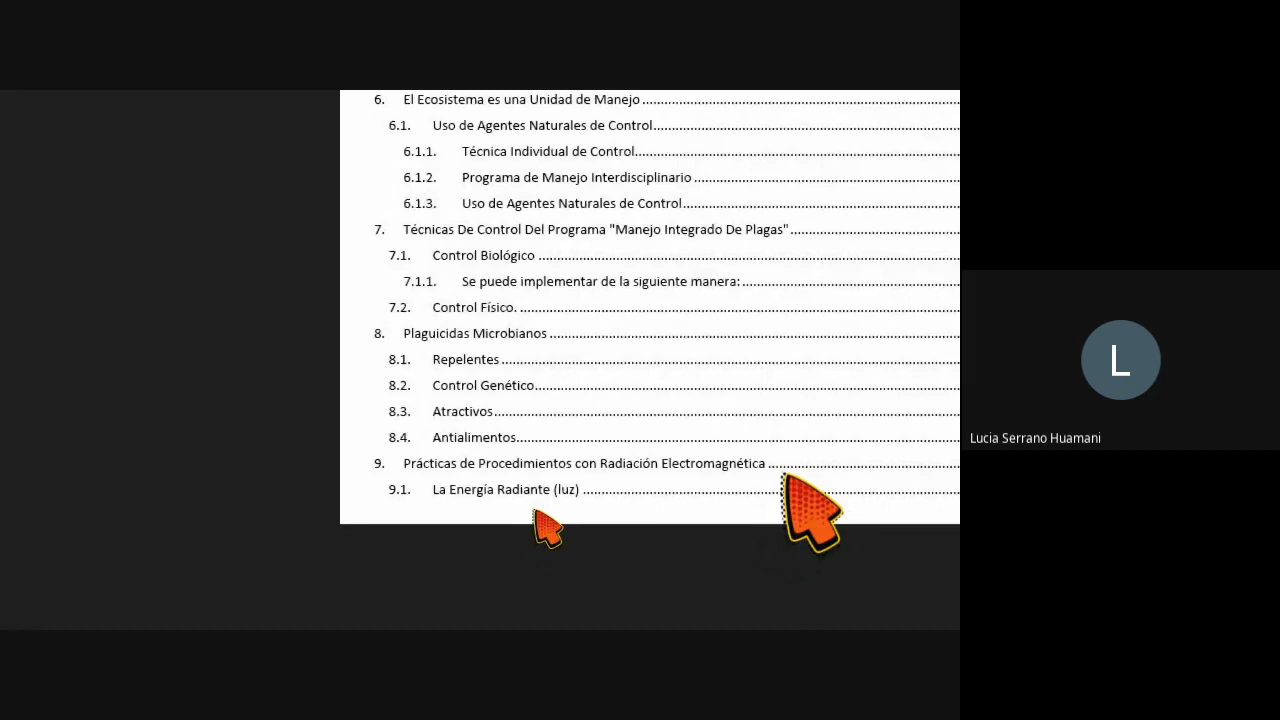 6. El Ecosistema es una Unidad de Manejo
6.1. Uso de Agentes Naturales de Control
6.1.1. Técnica Individual de Control
6.1.2. Programa de Manejo Interdisciplinario
6.1.3. Uso de Agentes Naturales de Control
7. Técnicas De Control Del Programa "Manejo Integrado De Plagas"
7.1. Control Biológico
7.1.1. Se puede implementar de la siguiente manera:
7.2. Control Físico.
8. Plaguicidas Microbianos
8.1. Repelentes
8.2. Control Genético
8.3. Atractivos
8.4. Antialimentos
9. Prácticas de Procedimientos con Radiación Electromagnética
9.1. La Energía Radiante (luz)
L
Lucia Serrano Huamani